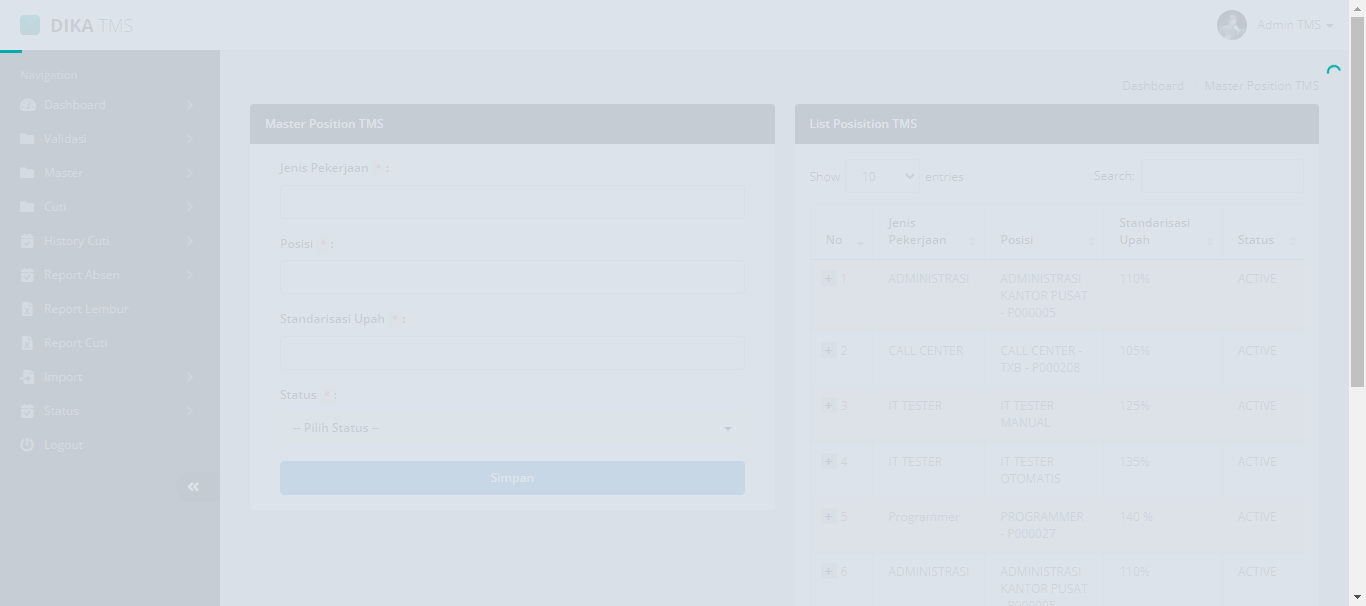 DIKA TMS
Admin TMS
Navigation
Dashboard
Validasi
Master
Cuti
History Cuti
Report Absen
Report Lembur
Report Cuti
Import
Status
Logout
Dashboard Master Position TMS
Master Position TMS
Jenis Pekerjaan * :
Posisi * :
Standarisasi Upah * :
Status * :
-- Pilih Status --
Simpan
List Posisition TMS
Show 10 entries
Search:
No Jenis Pekerjaan Posisi Standarisasi Upah Status
1 ADMINISTRASI ADMINISTRASI KANTOR PUSAT - P000005 110% ACTIVE
2 CALL CENTER CALL CENTER - TXB - P000208 105% ACTIVE
3 IT TESTER IT TESTER MANUAL 125% ACTIVE
4 IT TESTER IT TESTER OTOMATIS 135% ACTIVE
5 Programmer PROGRAMMER - P000027 140 % ACTIVE
6 ADMINISTRASI ADMINISTRASI KANTOR PUSAT 110% ACTIVE